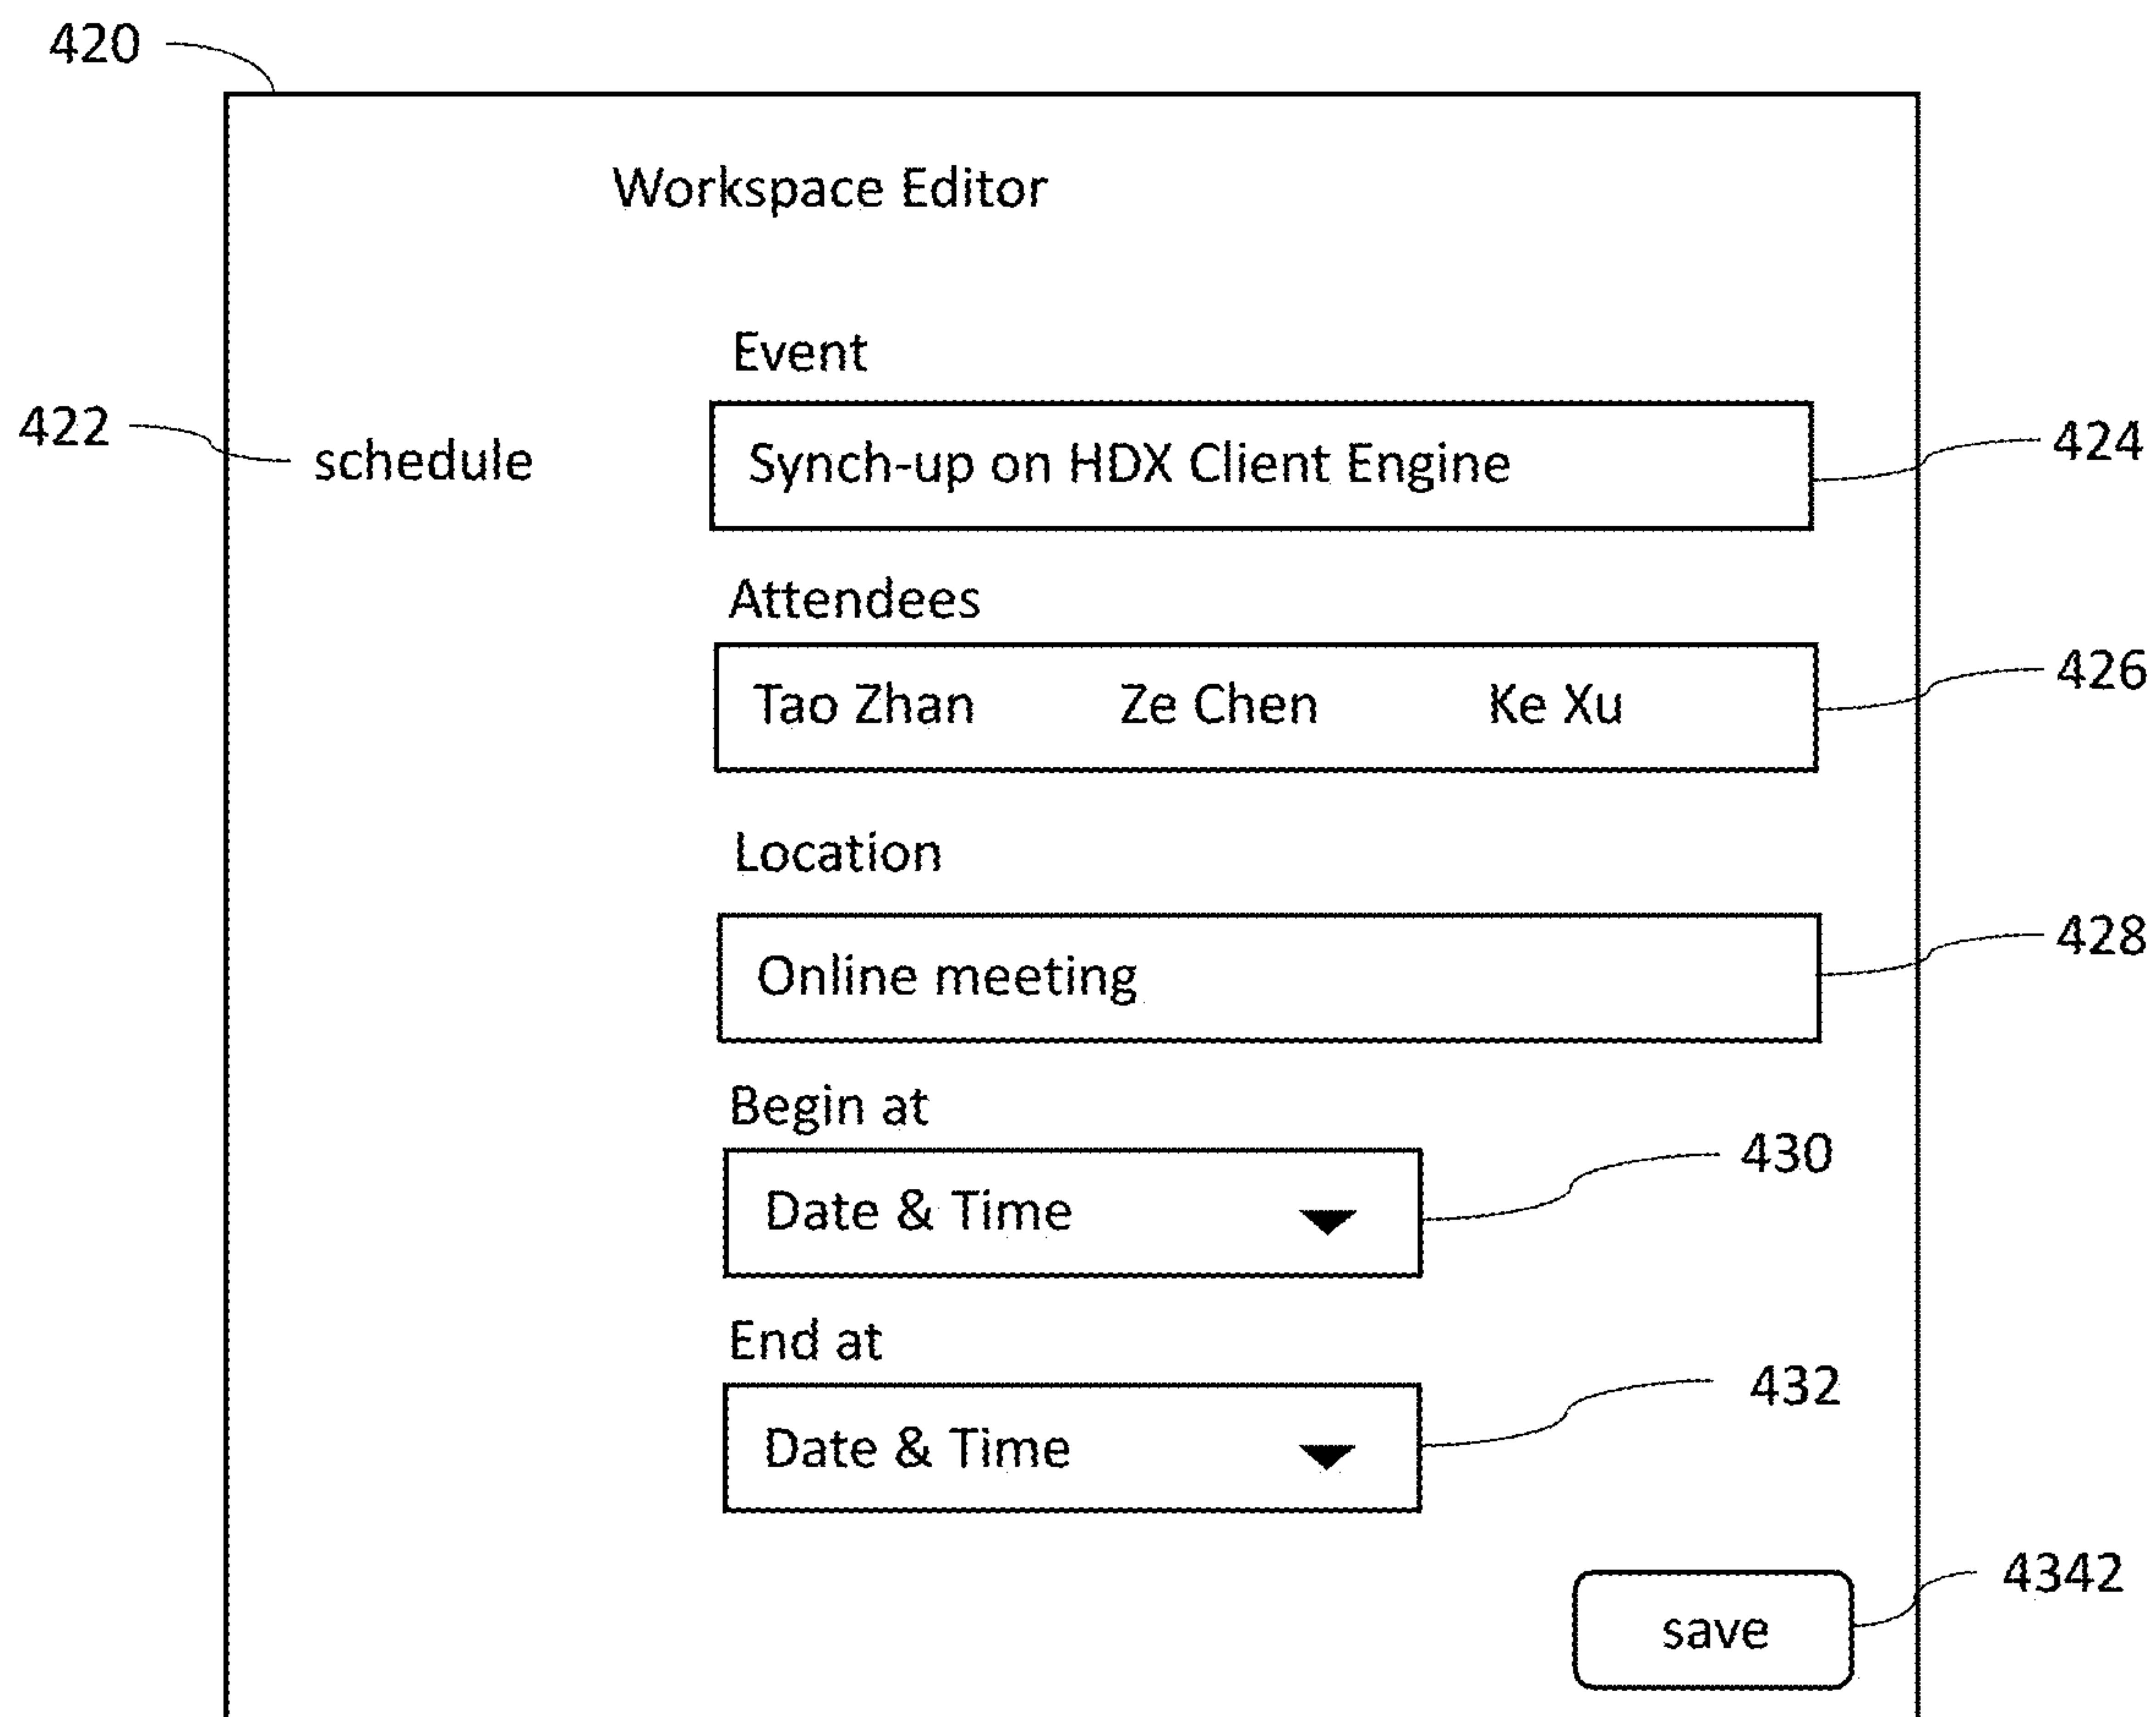 420
Workspace Editor
Event
422
schedule
Synch-up on HDX Client Engine
424
Attendees
Tao Zhan Ze Chen Ke Xu
426
Location
Online meeting
428
Begin at
Date & Time
430
End at
Date & Time
432
save
4342